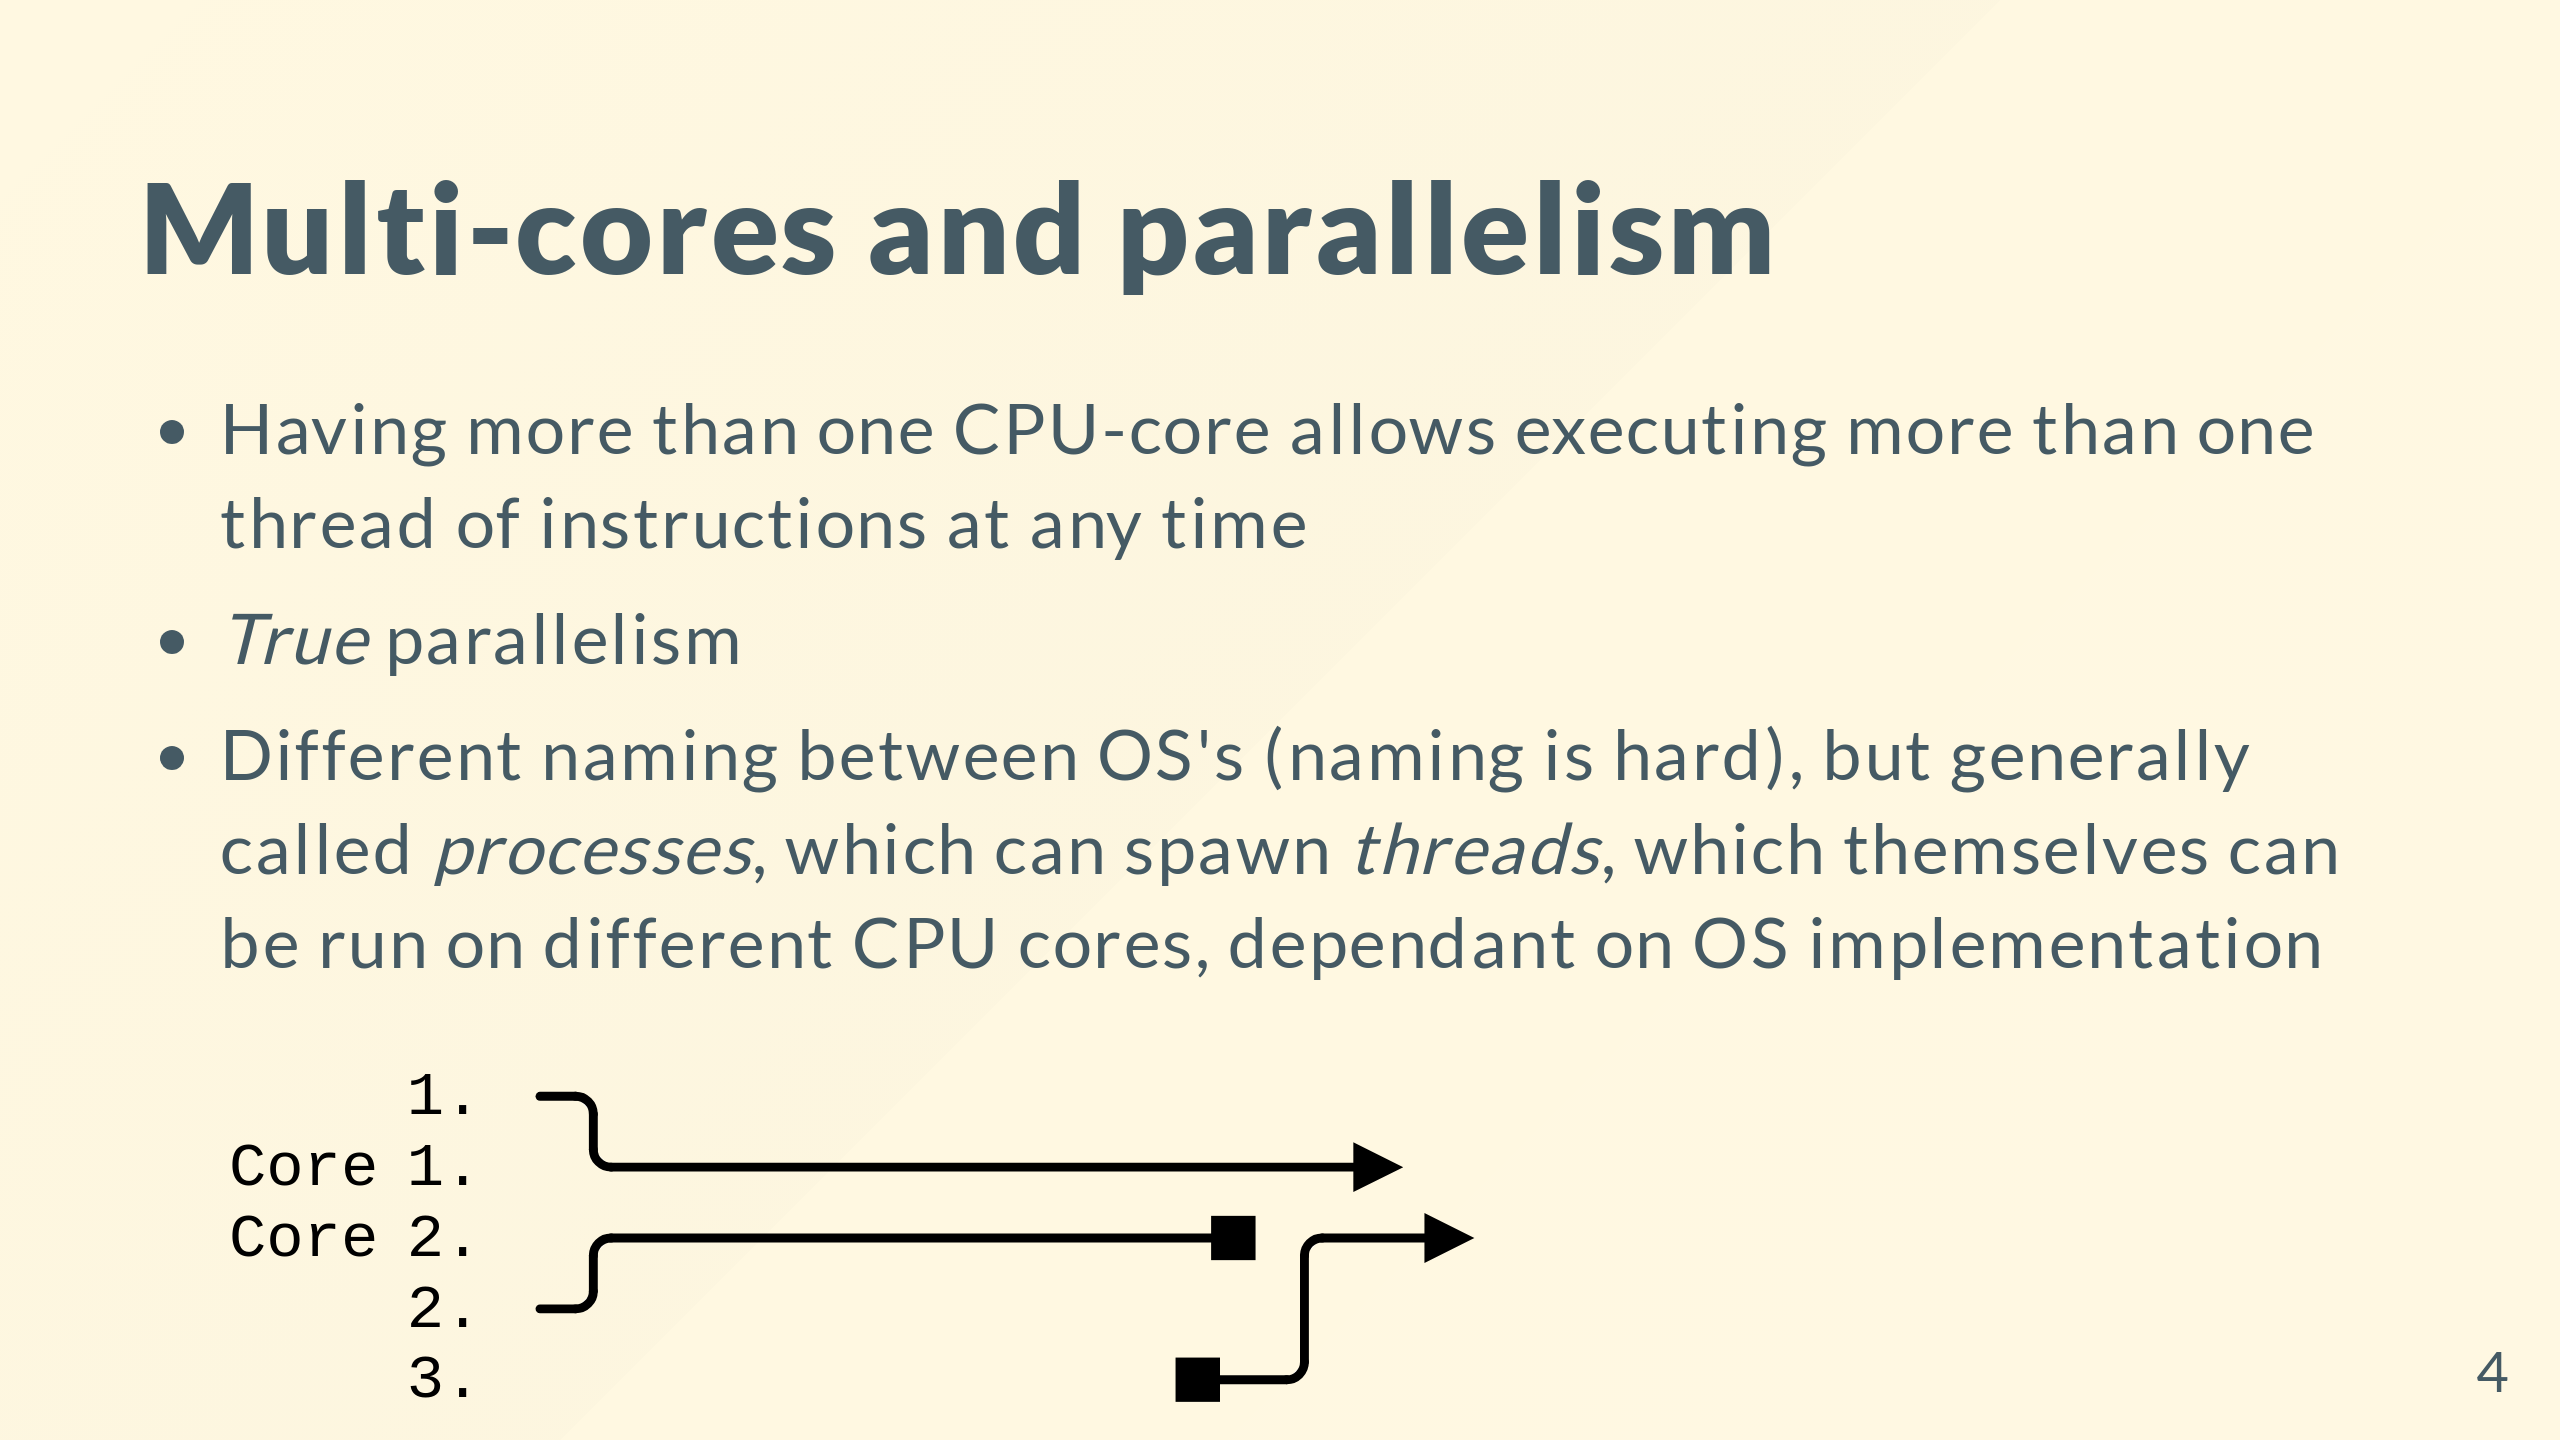 Multi-cores and parallelism
• Having more than one CPU-core allows executing more than one
thread of instructions at any time
• True parallelism
• Different naming between OS's (naming is hard), but generally
called processes, which can spawn threads, which themselves can
be run on different CPU cores, dependant on OS implementation
1.
Core 1.
Core 2.
2.
3.
4